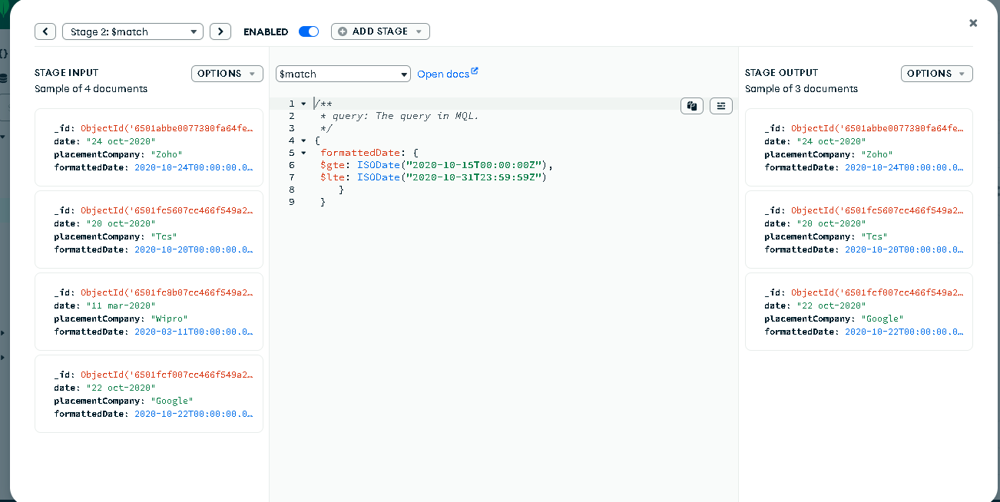 Stage 2: $match
ENABLED
ADD STAGE
STAGE INPUT
OPTIONS
Sample of 4 documents
_id: ObjectId('6501abbe0077380fa64fe…
date: "24 oct-2020"
placementCompany: "Zoho"
formattedDate: 2020-10-24T00:00:00.0…
_id: ObjectId('6501fc5607cc466f549a2…
date: "20 oct-2020"
placementCompany: "Tcs"
formattedDate: 2020-10-20T00:00:00.0…
_id: ObjectId('6501fc8b07cc466f549a2…
date: "11 mar-2020"
placementCompany: "Wipro"
formattedDate: 2020-03-11T00:00:00.0…
_id: ObjectId('6501fcf007cc466f549a2…
date: "22 oct-2020"
placementCompany: "Google"
formattedDate: 2020-10-22T00:00:00.0…
$match
Open docs
1 /**
2 * query: The query in MQL.
3 */
4 {
5 formattedDate: {
6 $gte: ISODate("2020-10-15T00:00:00Z"),
7 $lte: ISODate("2020-10-31T23:59:59Z")
8 }
9 }
STAGE OUTPUT
OPTIONS
Sample of 3 documents
_id: ObjectId('6501abbe0077380fa64fe…
date: "24 oct-2020"
placementCompany: "Zoho"
formattedDate: 2020-10-24T00:00:00.0…
_id: ObjectId('6501fc5607cc466f549a2…
date: "20 oct-2020"
placementCompany: "Tcs"
formattedDate: 2020-10-20T00:00:00.0…
_id: ObjectId('6501fcf007cc466f549a2…
date: "22 oct-2020"
placementCompany: "Google"
formattedDate: 2020-10-22T00:00:00.0…